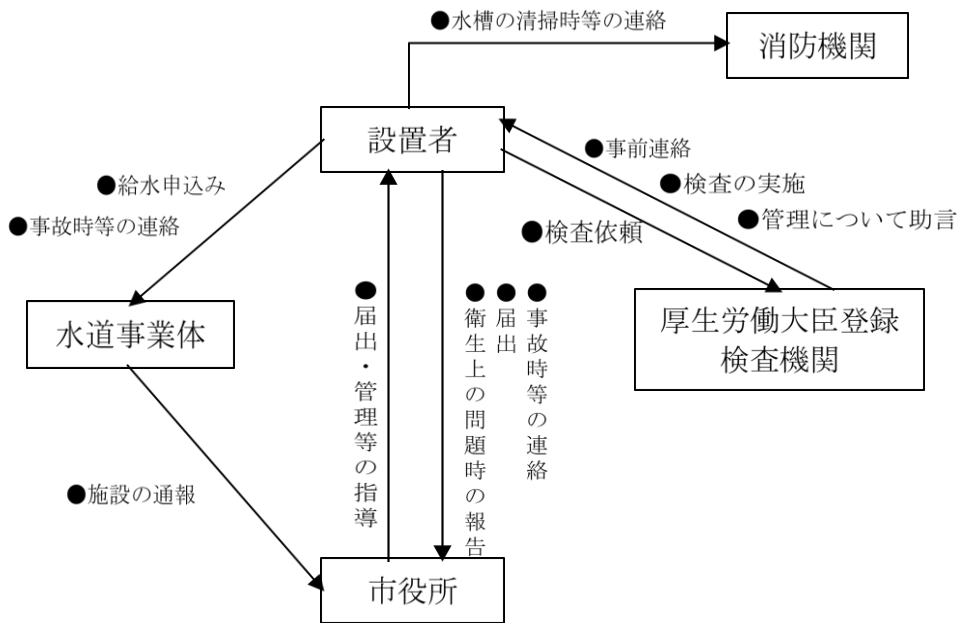 ●水槽の清掃時等の連絡
消防機関
設置者
●事前連絡
●検査の実施
●管理について助言
●給水申込み
●事故時等の連絡
●検査依頼
水道事業体
厚生労働大臣登録
検査機関
●届出・管理等の指導
●事故時等の連絡
●届出
●衛生上の問題時の報告
●施設の通報
市役所